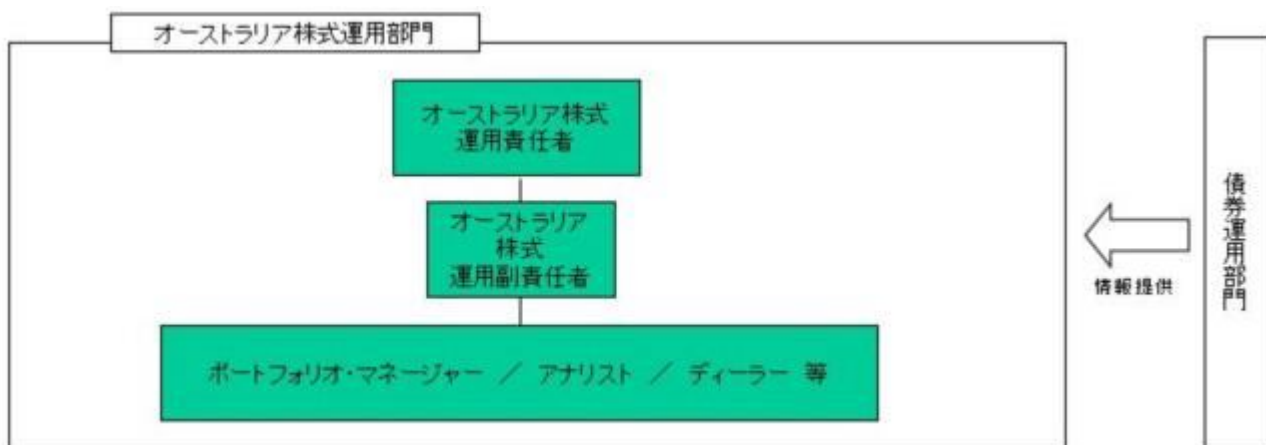 オーストラリア株式運用部門
オーストラリア株式
運用責任者
オーストラリア
株式
運用副責任者
ポートフォリオ・マネージャー ／ アナリスト ／ ディーラー 等
情報提供
債券運用部門